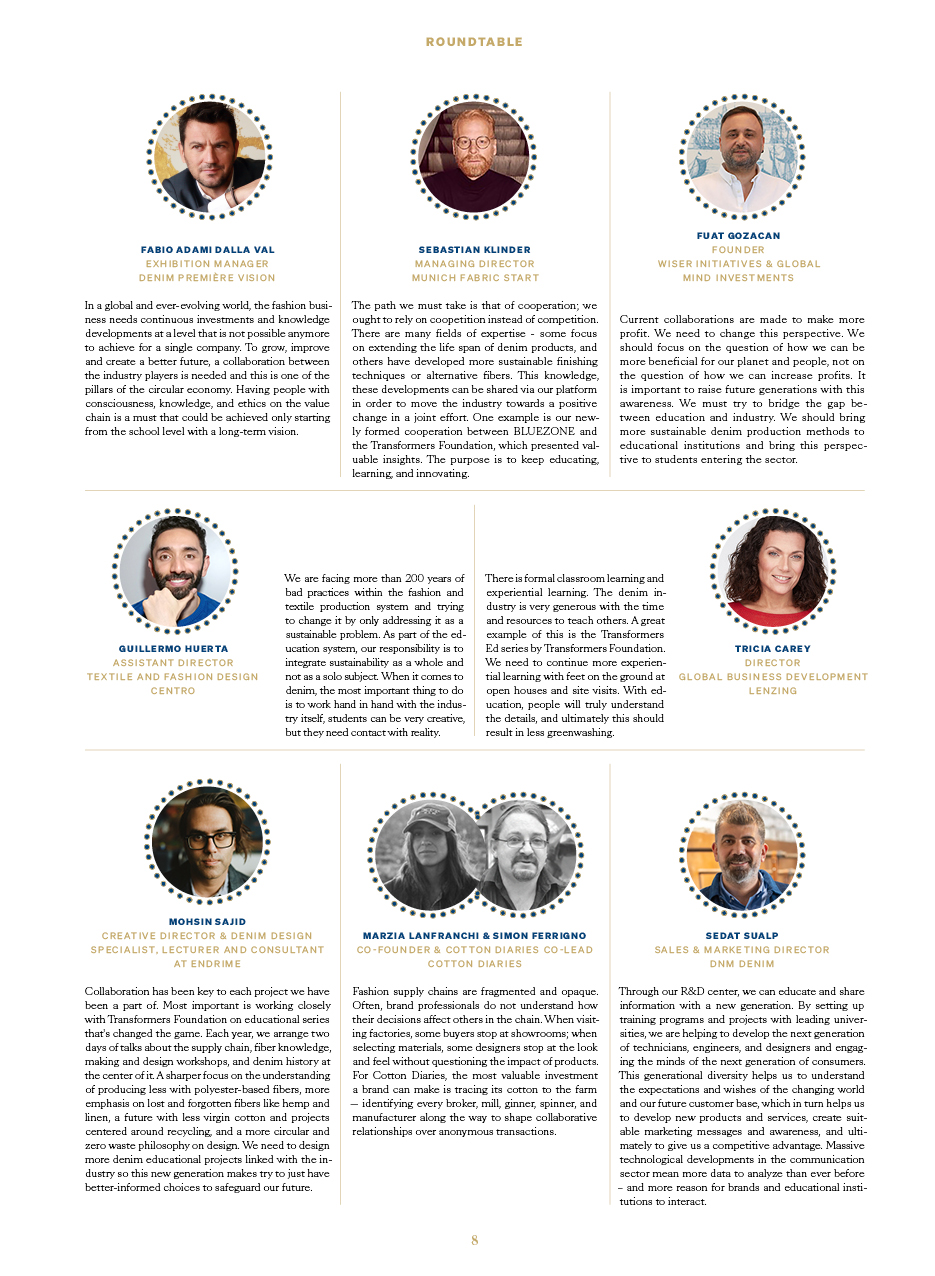 ROUNDTABLE
FABIO ADAMI DALLA VAL
EXHIBITION MANAGER
DENIM PREMIÈRE VISION
In a global and ever-evolving world, the fashion busi-
ness needs continuous investments and knowledge
developments at a level that is not possible anymore
to achieve for a single company. To grow, improve
and create a better future, a collaboration between
the industry players is needed and this is one of the
pillars of the circular economy. Having people with
consciousness, knowledge, and ethics on the value
chain is a must that could be achieved only starting
from the school level with a long-term vision.
SEBASTIAN KLINDER
MANAGING DIRECTOR
MUNICH FABRIC START
The path we must take is that of cooperation; we
ought to rely on coopetition instead of competition.
There are many fields of expertise - some focus
on extending the life span of denim products, and
others have developed more sustainable finishing
techniques or alternative fibers. This knowledge,
these developments can be shared via our platform
in order to move the industry towards a positive
change in a joint effort. One example is our new-
ly formed cooperation between BLUEZONE and
the Transformers Foundation, which presented val-
uable insights. The purpose is to keep educating,
learning, and innovating.
FUAT GOZACAN
FOUNDER
WISER INITIATIVES & GLOBAL
MIND INVESTMENTS
Current collaborations are made to make more
profit. We need to change this perspective. We
should focus on the question of how we can be
more beneficial for our planet and people, not on
the question of how we can increase profits. It
is important to raise future generations with this
awareness. We must try to bridge the gap be-
tween education and industry. We should bring
more sustainable denim production methods to
educational institutions and bring this perspec-
tive to students entering the sector.
GUILLERMO HUERTA
ASSISTANT DIRECTOR
TEXTILE AND FASHION DESIGN
CENTRO
We are facing more than 200 years of
bad practices within the fashion and
textile production system and trying
to change it by only addressing it as a
sustainable problem. As part of the ed-
ucation system, our responsibility is to
integrate sustainability as a whole and
not as a solo subject. When it comes to
denim, the most important thing to do
is to work hand in hand with the indus-
try itself, students can be very creative,
but they need contact with reality.
There is formal classroom learning and
experiential learning. The denim in-
dustry is very generous with the time
and resources to teach others. A great
example of this is the Transformers
Ed series by Transformers Foundation.
We need to continue more experien-
tial learning with feet on the ground at
open houses and site visits. With ed-
ucation, people will truly understand
the details, and ultimately this should
result in less greenwashing.
TRICIA CAREY
DIRECTOR
GLOBAL BUSINESS DEVELOPMENT
LENZING
MOHSIN SAJID
CREATIVE DIRECTOR & DENIM DESIGN
SPECIALIST, LECTURER AND CONSULTANT
AT ENDRIME
Collaboration has been key to each project we have
been a part of. Most important is working closely
with Transformers Foundation on educational series
that's changed the game. Each year, we arrange two
days of talks about the supply chain, fiber knowledge,
making and design workshops, and denim history at
the center of it. A sharper focus on the understanding
of producing less with polyester-based fibers, more
emphasis on lost and forgotten fibers like hemp and
linen, a future with less virgin cotton and projects
centered around recycling, and a more circular and
zero waste philosophy on design. We need to design
more denim educational projects linked with the in-
dustry so this new generation makes try to just have
better-informed choices to safeguard our future.
MARZIA LANFRANCHI & SIMON FERRIGNO
CO-FOUNDER & COTTON DIARIES CO-LEAD
COTTON DIARIES
Fashion supply chains are fragmented and opaque.
Often, brand professionals do not understand how
their decisions affect others in the chain. When visit-
ing factories, some buyers stop at showrooms; when
selecting materials, some designers stop at the look
and feel without questioning the impact of products.
For Cotton Diaries, the most valuable investment
a brand can make is tracing its cotton to the farm
— identifying every broker, mill, ginner, spinner, and
manufacturer along the way to shape collaborative
relationships over anonymous transactions.
SEDAT SUALP
SALES & MARKETING DIRECTOR
DNM DENIM
Through our R&D center, we can educate and share
information with a new generation. By setting up
training programs and projects with leading univer-
sities, we are helping to develop the next generation
of technicians, engineers, and designers and engag-
ing the minds of the next generation of consumers.
This generational diversity helps us to understand
the expectations and wishes of the changing world
and our future customer base, which in turn helps us
to develop new products and services, create suit-
able marketing messages and awareness, and ulti-
mately to give us a competitive advantage. Massive
technological developments in the communication
sector mean more data to analyze than ever before
– and more reason for brands and educational insti-
tutions to interact.
8